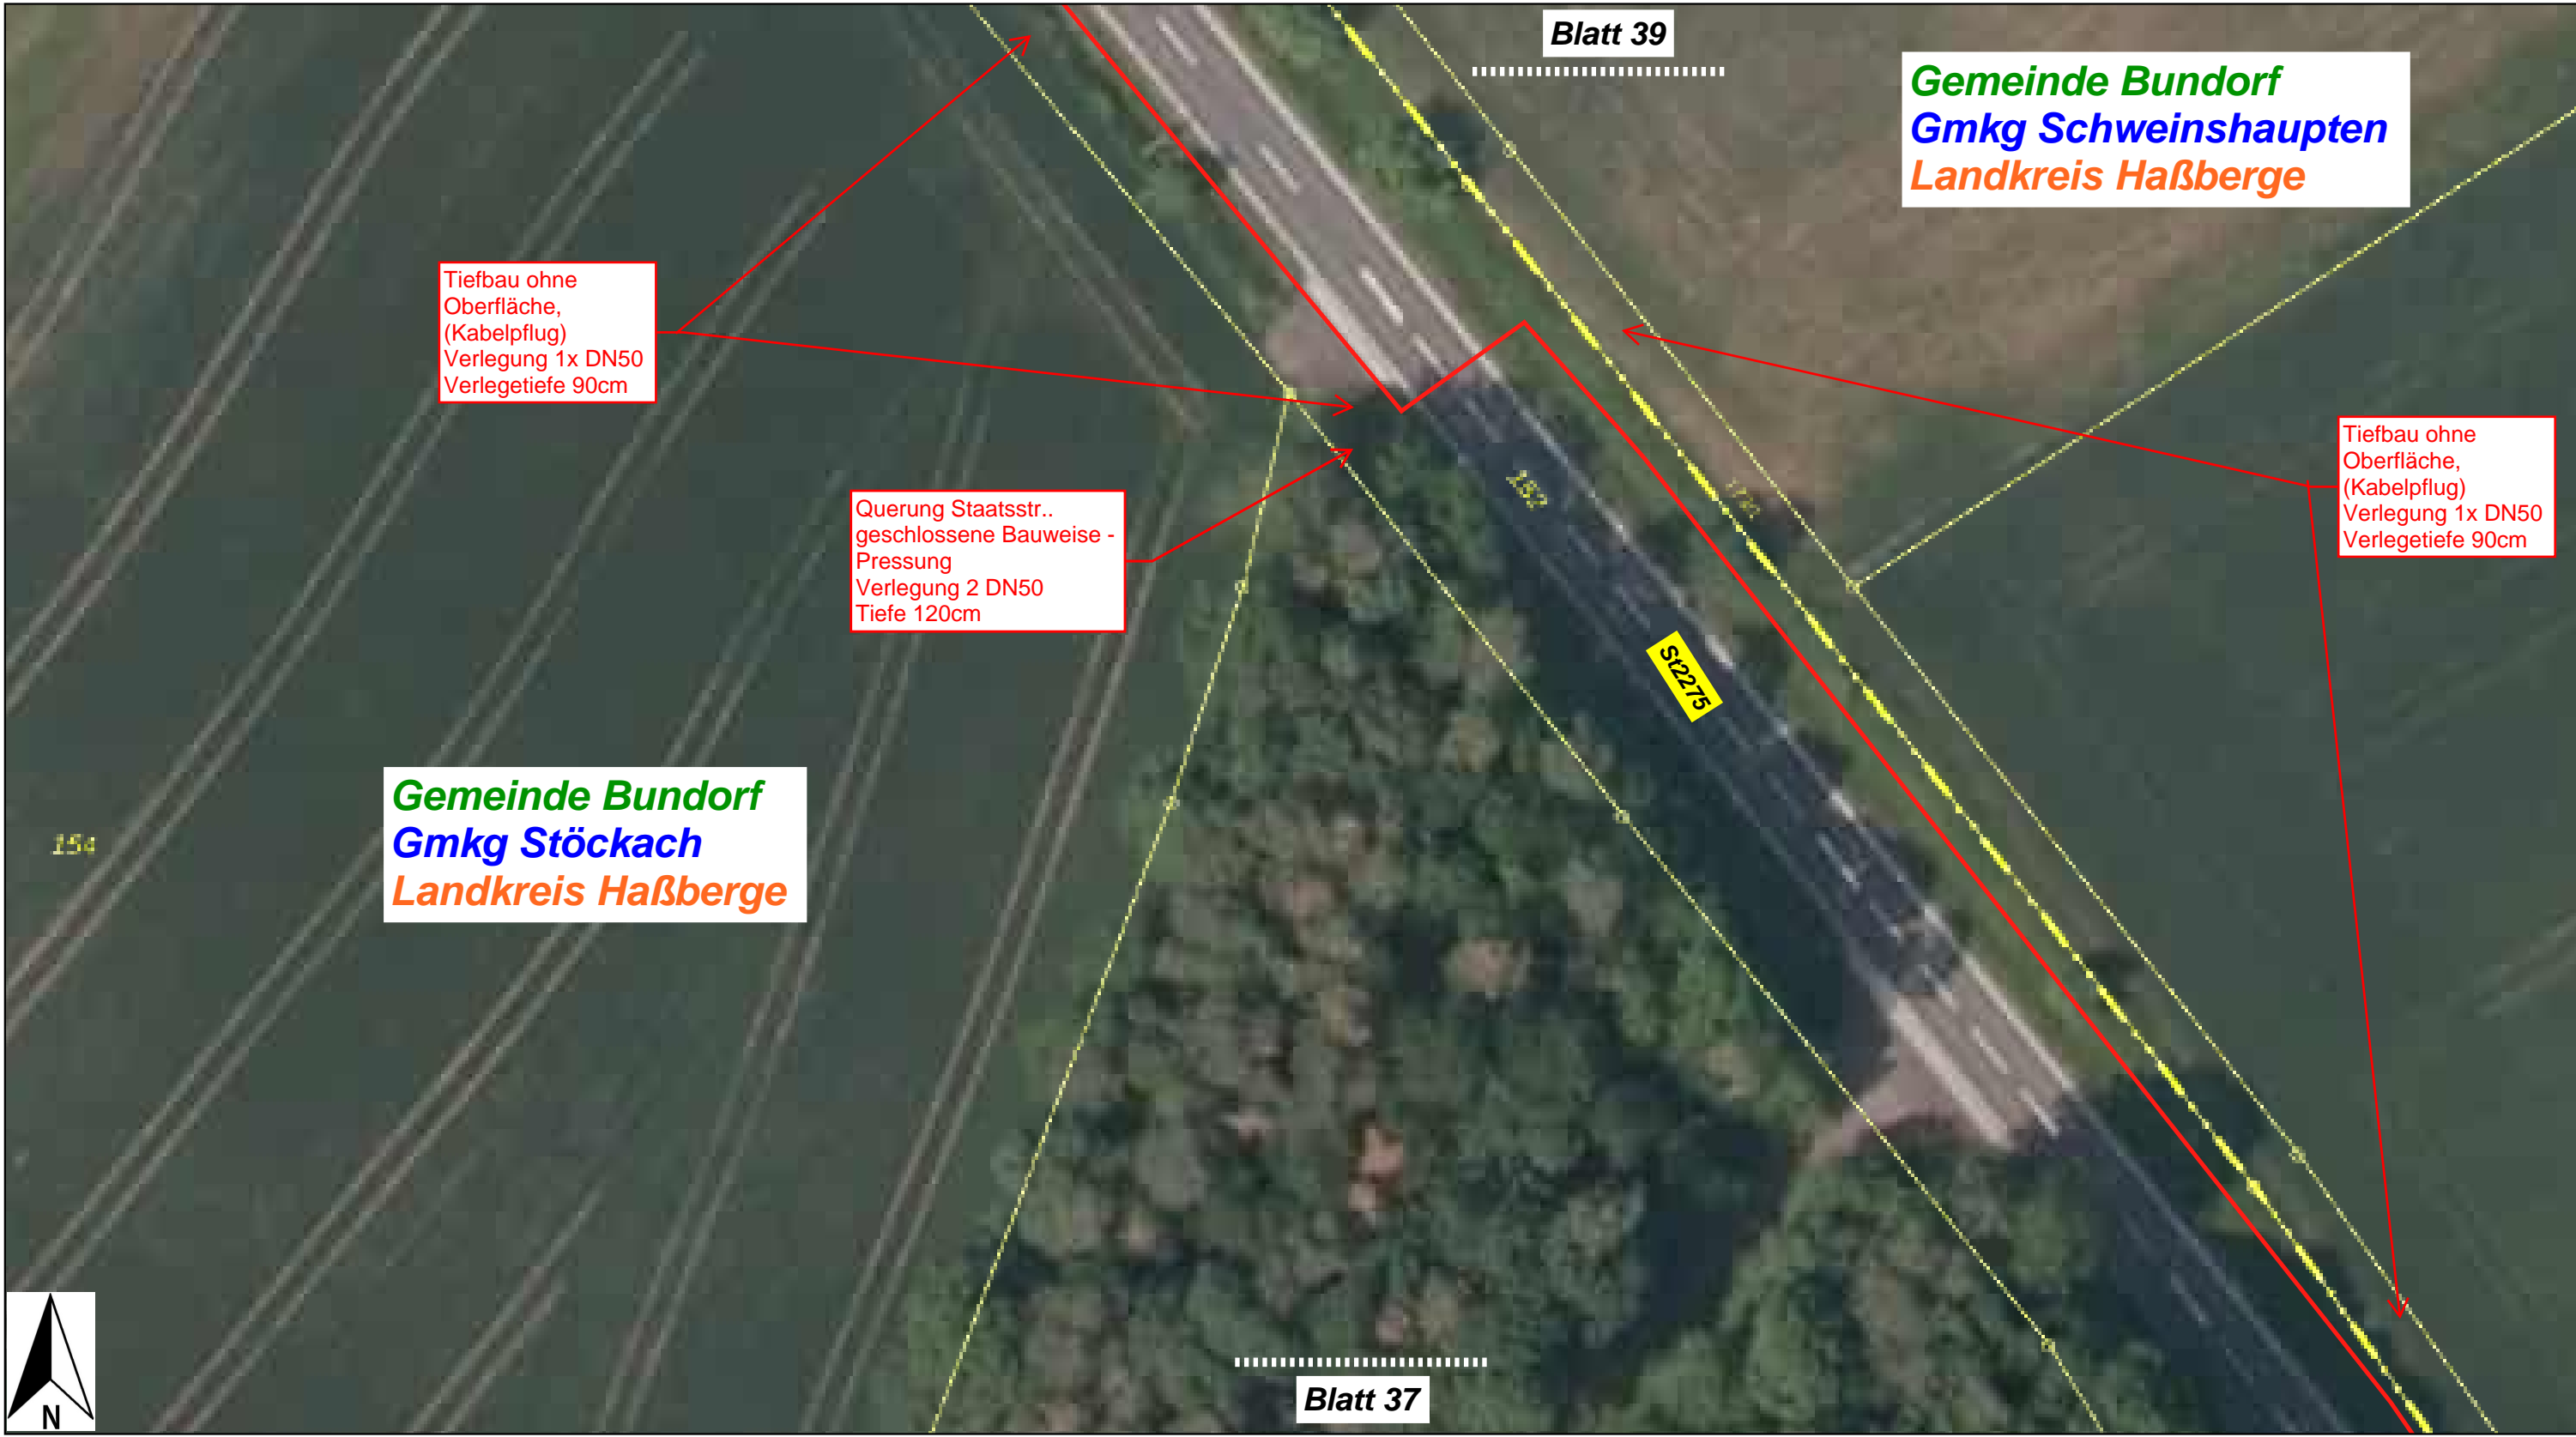 Blatt 39
Gemeinde Bundorf
Gmkg Schweinshaupten
Landkreis Haßberge
Tiefbau ohne
Oberfläche,
(Kabelpflug)
Verlegung 1x DN50
Verlegetiefe 90cm
Tiefbau ohne
Oberfläche,
(Kabelpflug)
Verlegung 1x DN50
Verlegetiefe 90cm
Querung Staatsstr..
geschlossene Bauweise -
Pressung
Verlegung 2 DN50
Tiefe 120cm
152
St2275
Gemeinde Bundorf
Gmkg Stöckach
Landkreis Haßberge
154
Blatt 37
N